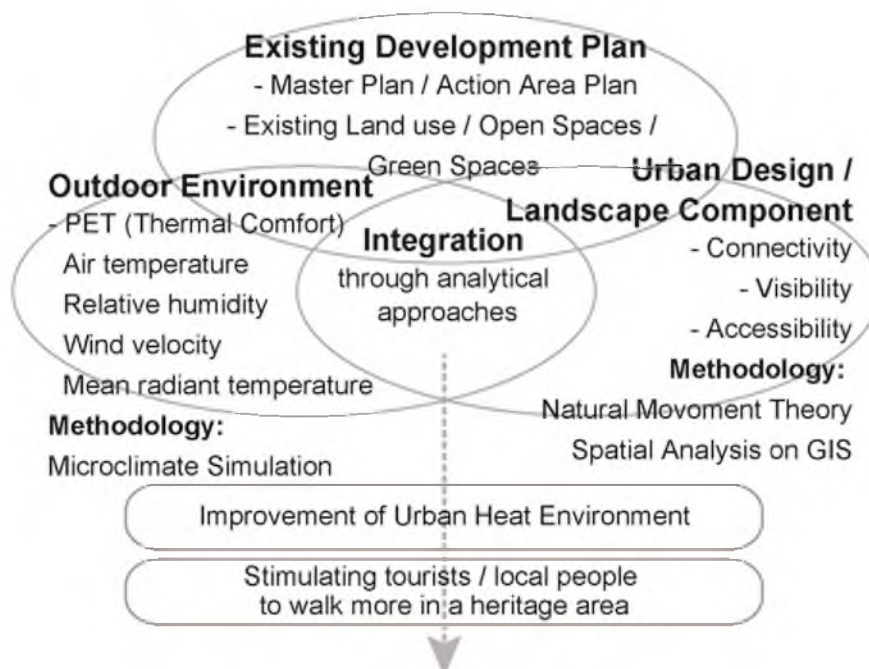 Existing Development Plan
- Master Plan / Action Area Plan
- Existing Land use / Open Spaces /
Green Spaces
Outdoor Environment
- PET (Thermal Comfort)
Air temperature
Relative humidity
Wind velocity
Mean radiant temperature
Methodology:
Microclimate Simulation
Integration
through analytical
approaches
Urban Design /
Landscape Component
- Connectivity
- Visibility
- Accessibility
Methodology:
Natural Movoment Theory
Spatial Analysis on GIS
Improvement of Urban Heat Environment
Stimulating tourists / local people
to walk more in a heritage area